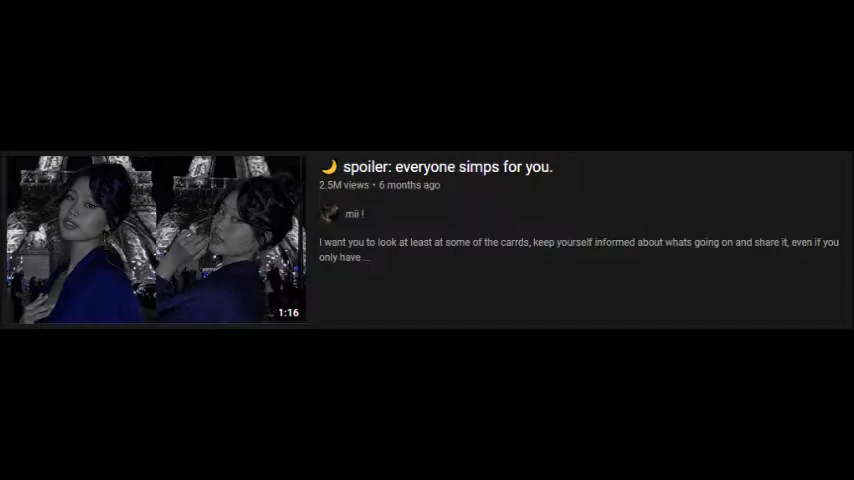 🌙 spoiler: everyone simps for you.
2.5M views • 6 months ago
mii !
I want you to look at least at some of the carrds, keep yourself informed about whats going on and share it, even if you
only have ...
1:16